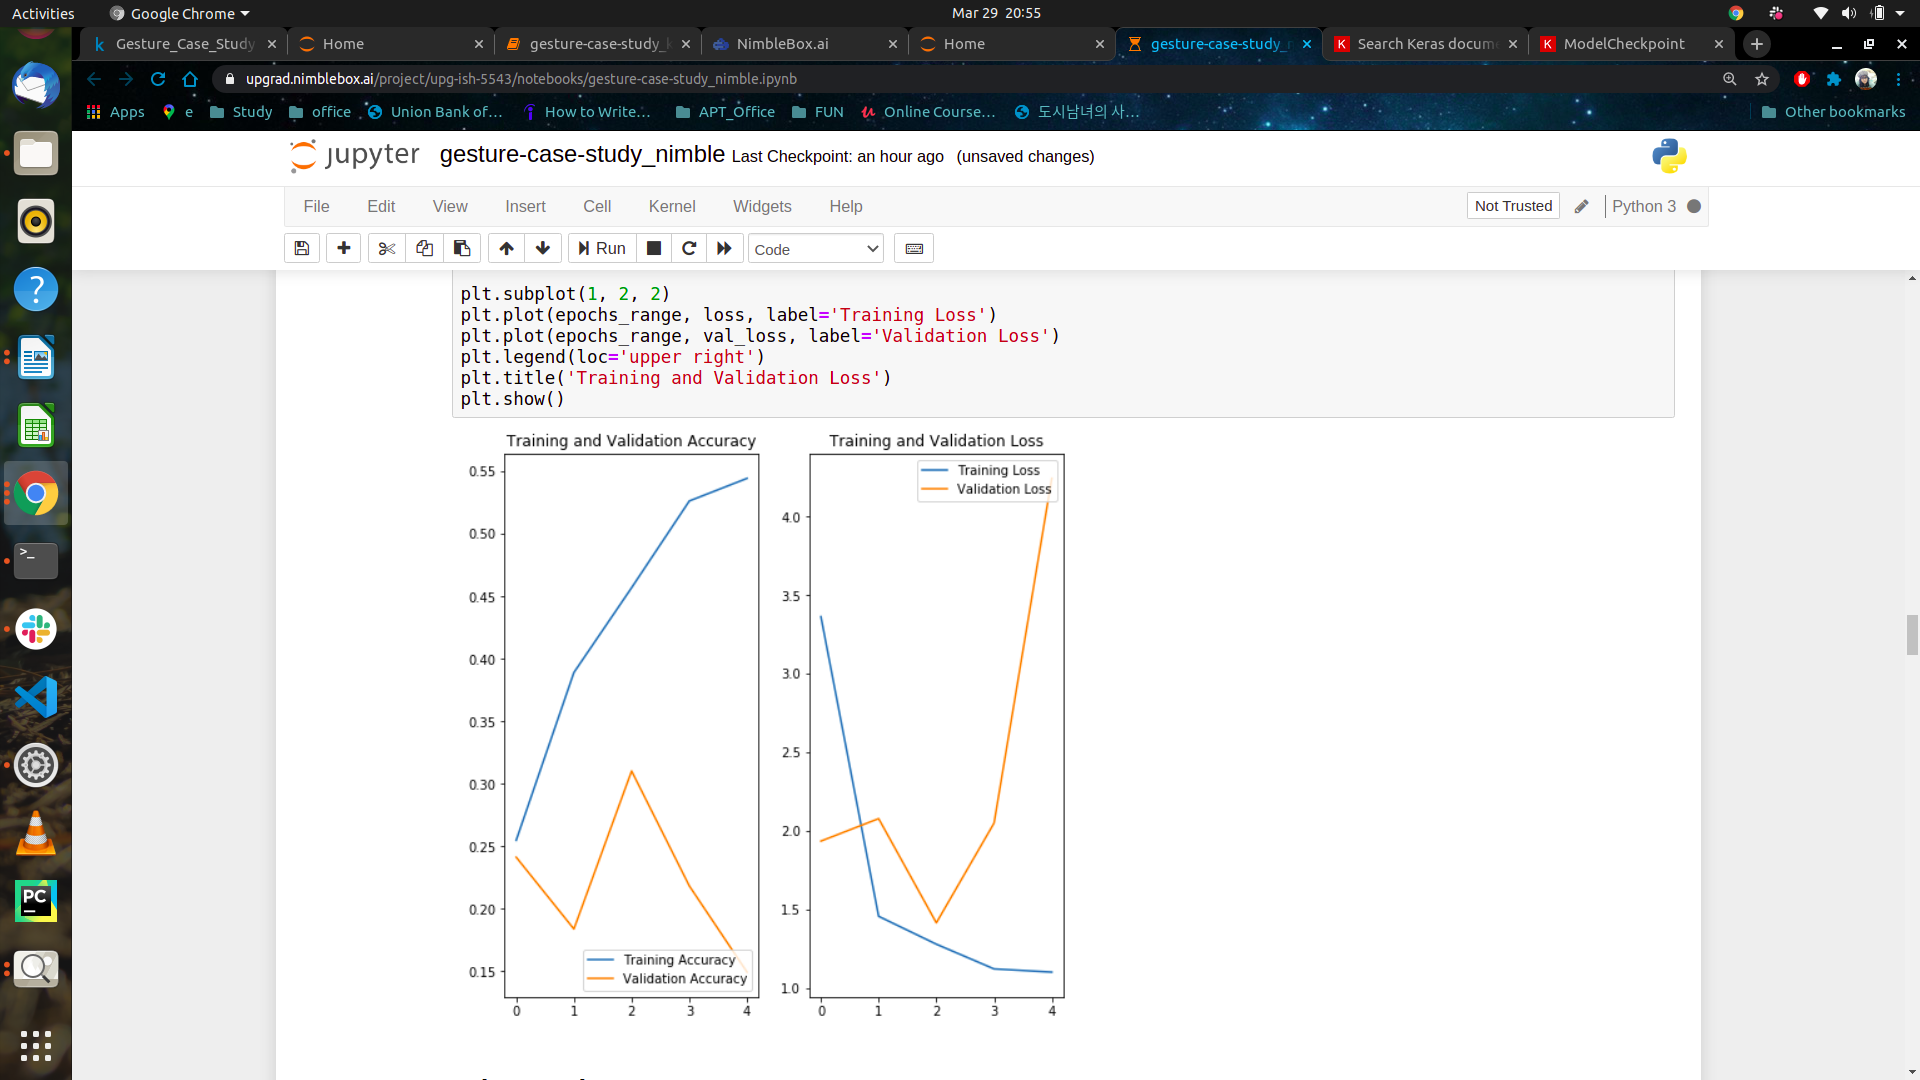 Activities
Google Chrome
Mar 29 20:55
Gesture_Case_Study
Home
gesture-case-study_k
NimbleBox.ai
Home
gesture-case-study_n
Search Keras docum
ModelCheckpoint
upgrad.nimblebox.ai/project/upg-ish-5543/notebooks/gesture-case-study_nimble.ipynb
Apps
e
Study
office
Union Bank of…
How to Write…
APT_Office
FUN
Online Course…
도시남녀의 사…
Other bookmarks
jupyter
gesture-case-study_nimble Last Checkpoint: an hour ago (unsaved changes)
File Edit View Insert Cell Kernel Widgets Help
Not Trusted
Python 3
Run
Code
plt.subplot(1, 2, 2)
plt.plot(epochs_range, loss, label='Training Loss')
plt.plot(epochs_range, val_loss, label='Validation Loss')
plt.legend(loc='upper right')
plt.title('Training and Validation Loss')
plt.show()
Training and Validation Accuracy
0.55
0.50
0.45
0.40
0.35
0.30
0.25
0.20
0.15
Training Accuracy
Validation Accuracy
0 1 2 3 4
Training and Validation Loss
Training Loss
Validation Loss
4.0
3.5
3.0
2.5
2.0
1.5
1.0
0 1 2 3 4